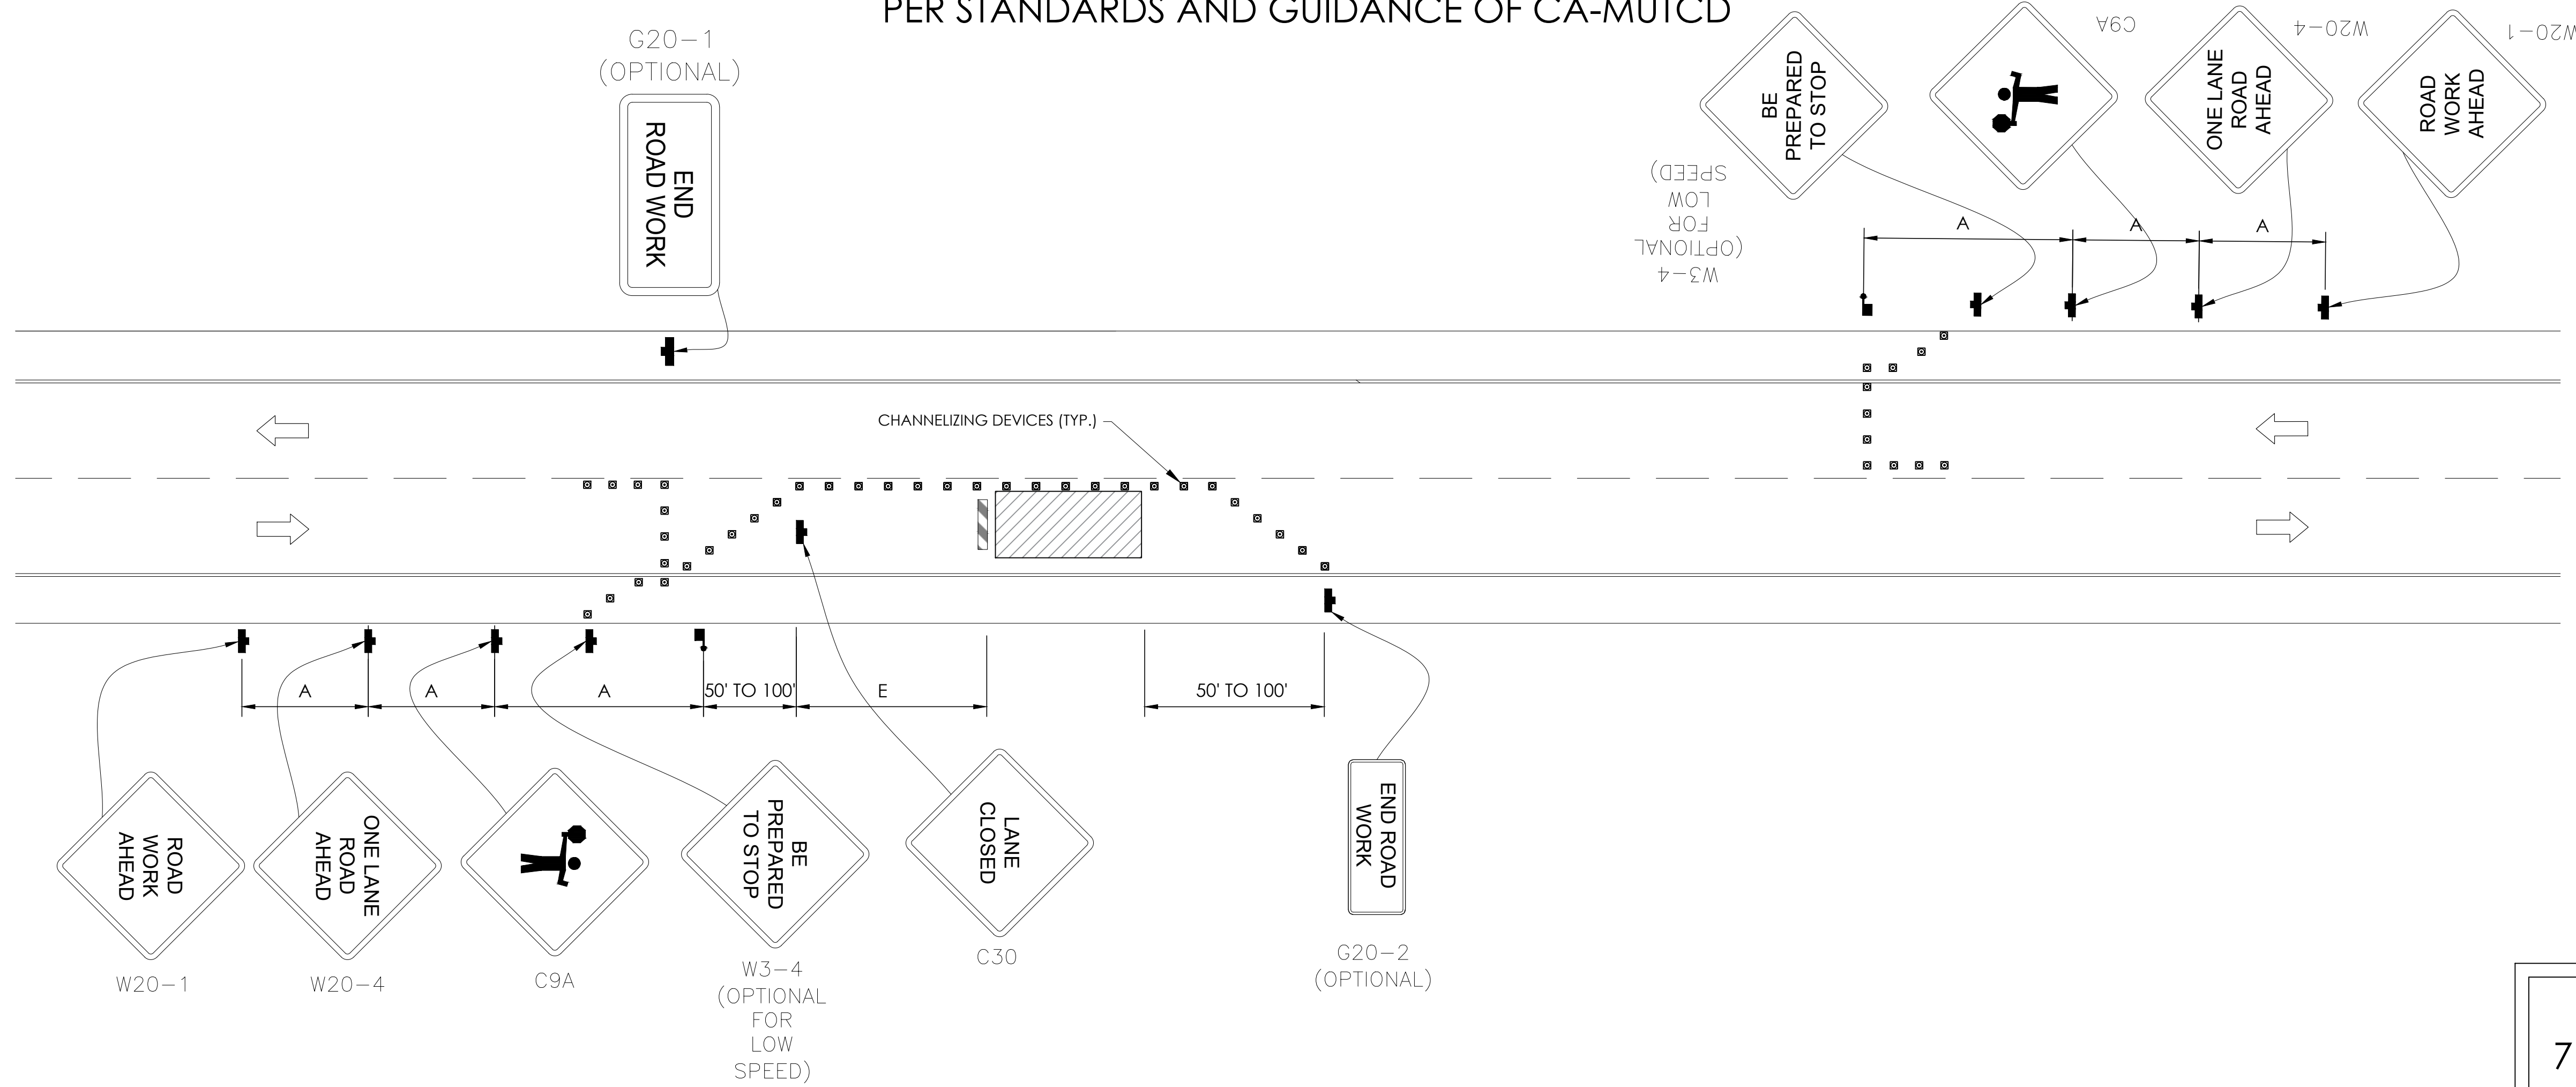 PER STANDARDS AND GUIDANCE OF CA-MUTCD
G20-1
(OPTIONAL)
END
ROAD WORK
W3-4
(OPTIONAL
FOR
LOW
SPEED)
BE
PREPARED
TO STOP
C9A
ONE LANE
ROAD
AHEAD
W20-4
ROAD
WORK
AHEAD
W20-1
A
A
A
CHANNELIZING DEVICES (TYP.)
A
A
A
50' TO 100'
E
50' TO 100'
ROAD
WORK
AHEAD
W20-1
ONE LANE
ROAD
AHEAD
W20-4
C9A
BE
PREPARED
TO STOP
W3-4
(OPTIONAL
FOR
LOW
SPEED)
LANE
CLOSED
C30
END ROAD
WORK
G20-2
(OPTIONAL)
7